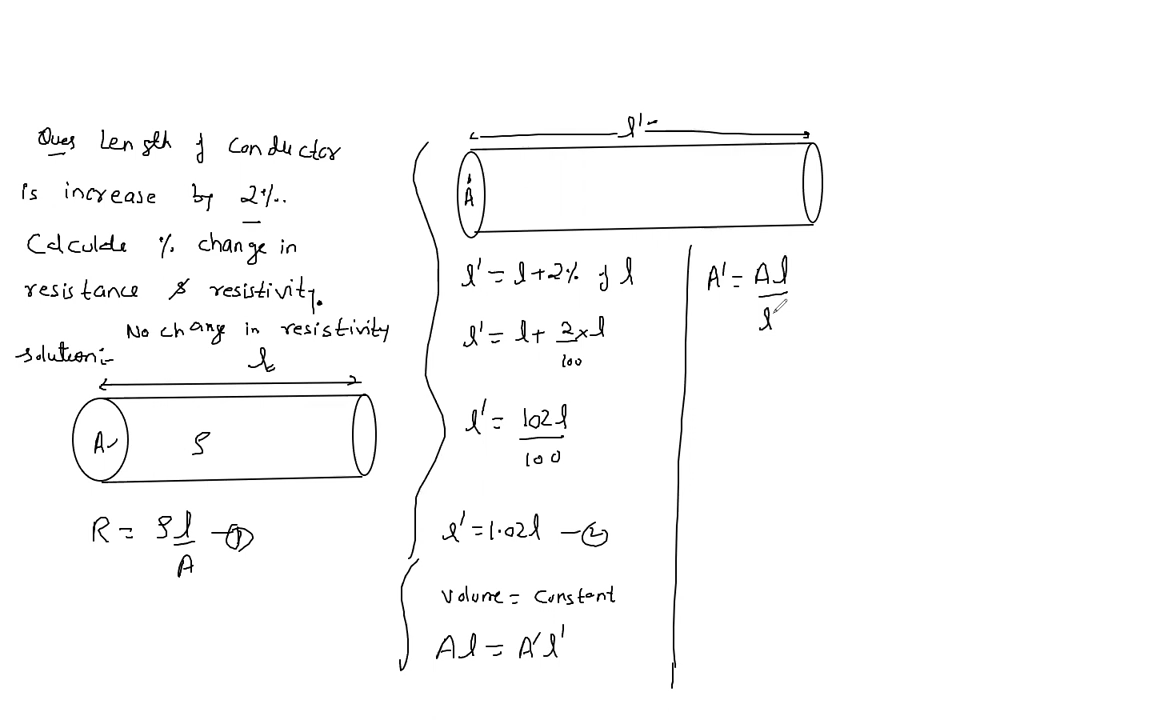 Ques Length of conductor
is increase by 2%.
Calculate % change in
resistance & resistivity.
No change in resistivity
solution:-
l
A
ρ
R = ρl/A —①
l'
A'
l' = l + 2% of l
l' = l + 2×l/100
l' = 102l/100
l' = 1.02l —②
Volume = constant
Al = A'l'
A' = Al/l'